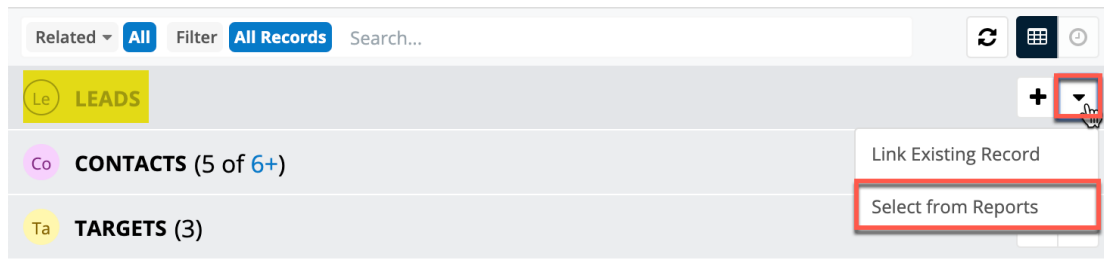 Related All Filter All Records Search...
Le LEADS
Co CONTACTS (5 of 6+)
Link Existing Record
Select from Reports
Ta TARGETS (3)